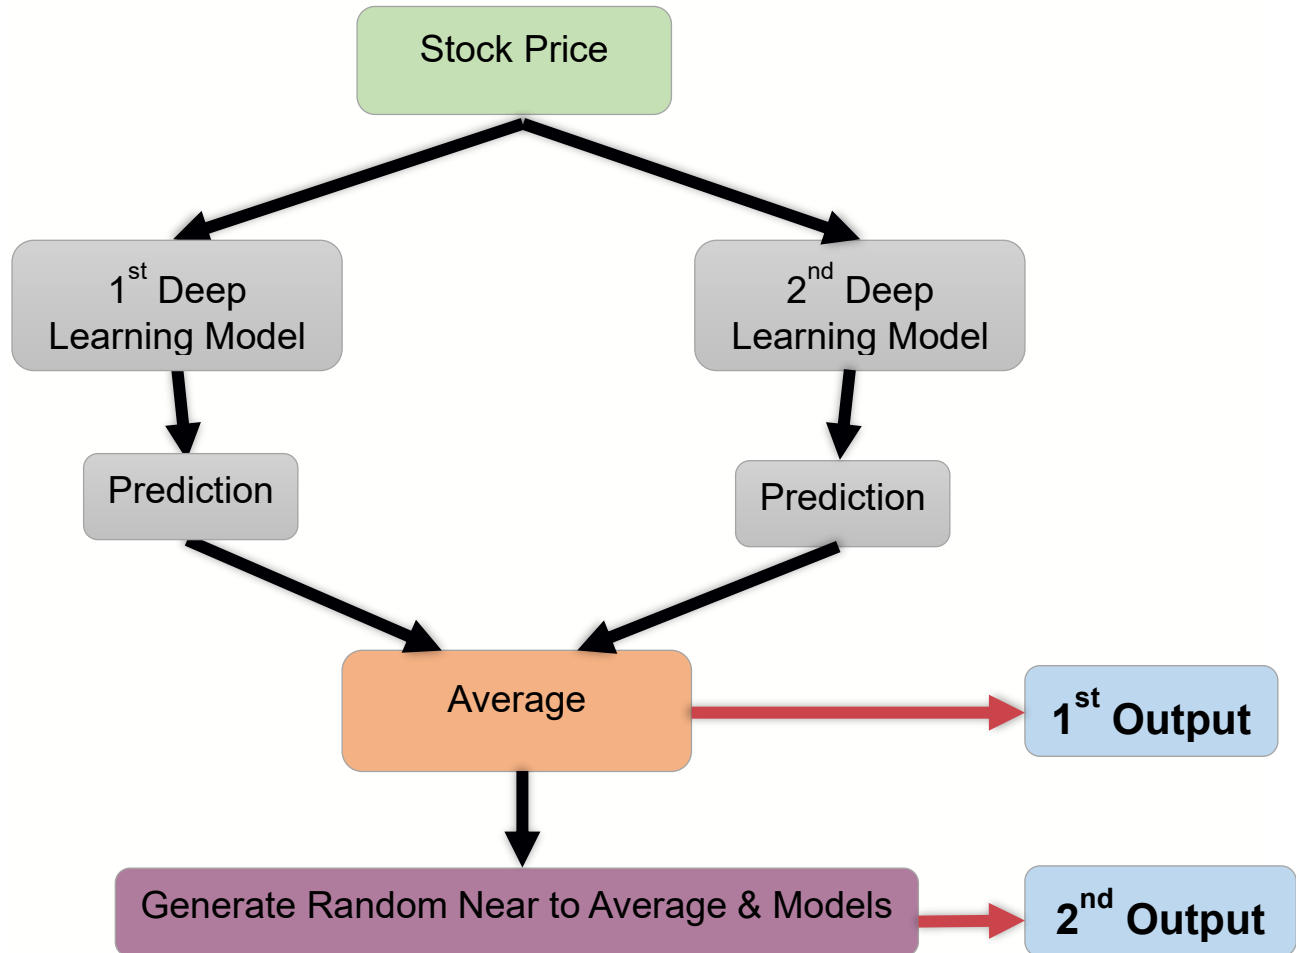 Stock Price
1st Deep
Learning Model
2nd Deep
Learning Model
Prediction
Prediction
Average
1st Output
Generate Random Near to Average & Models
2nd Output